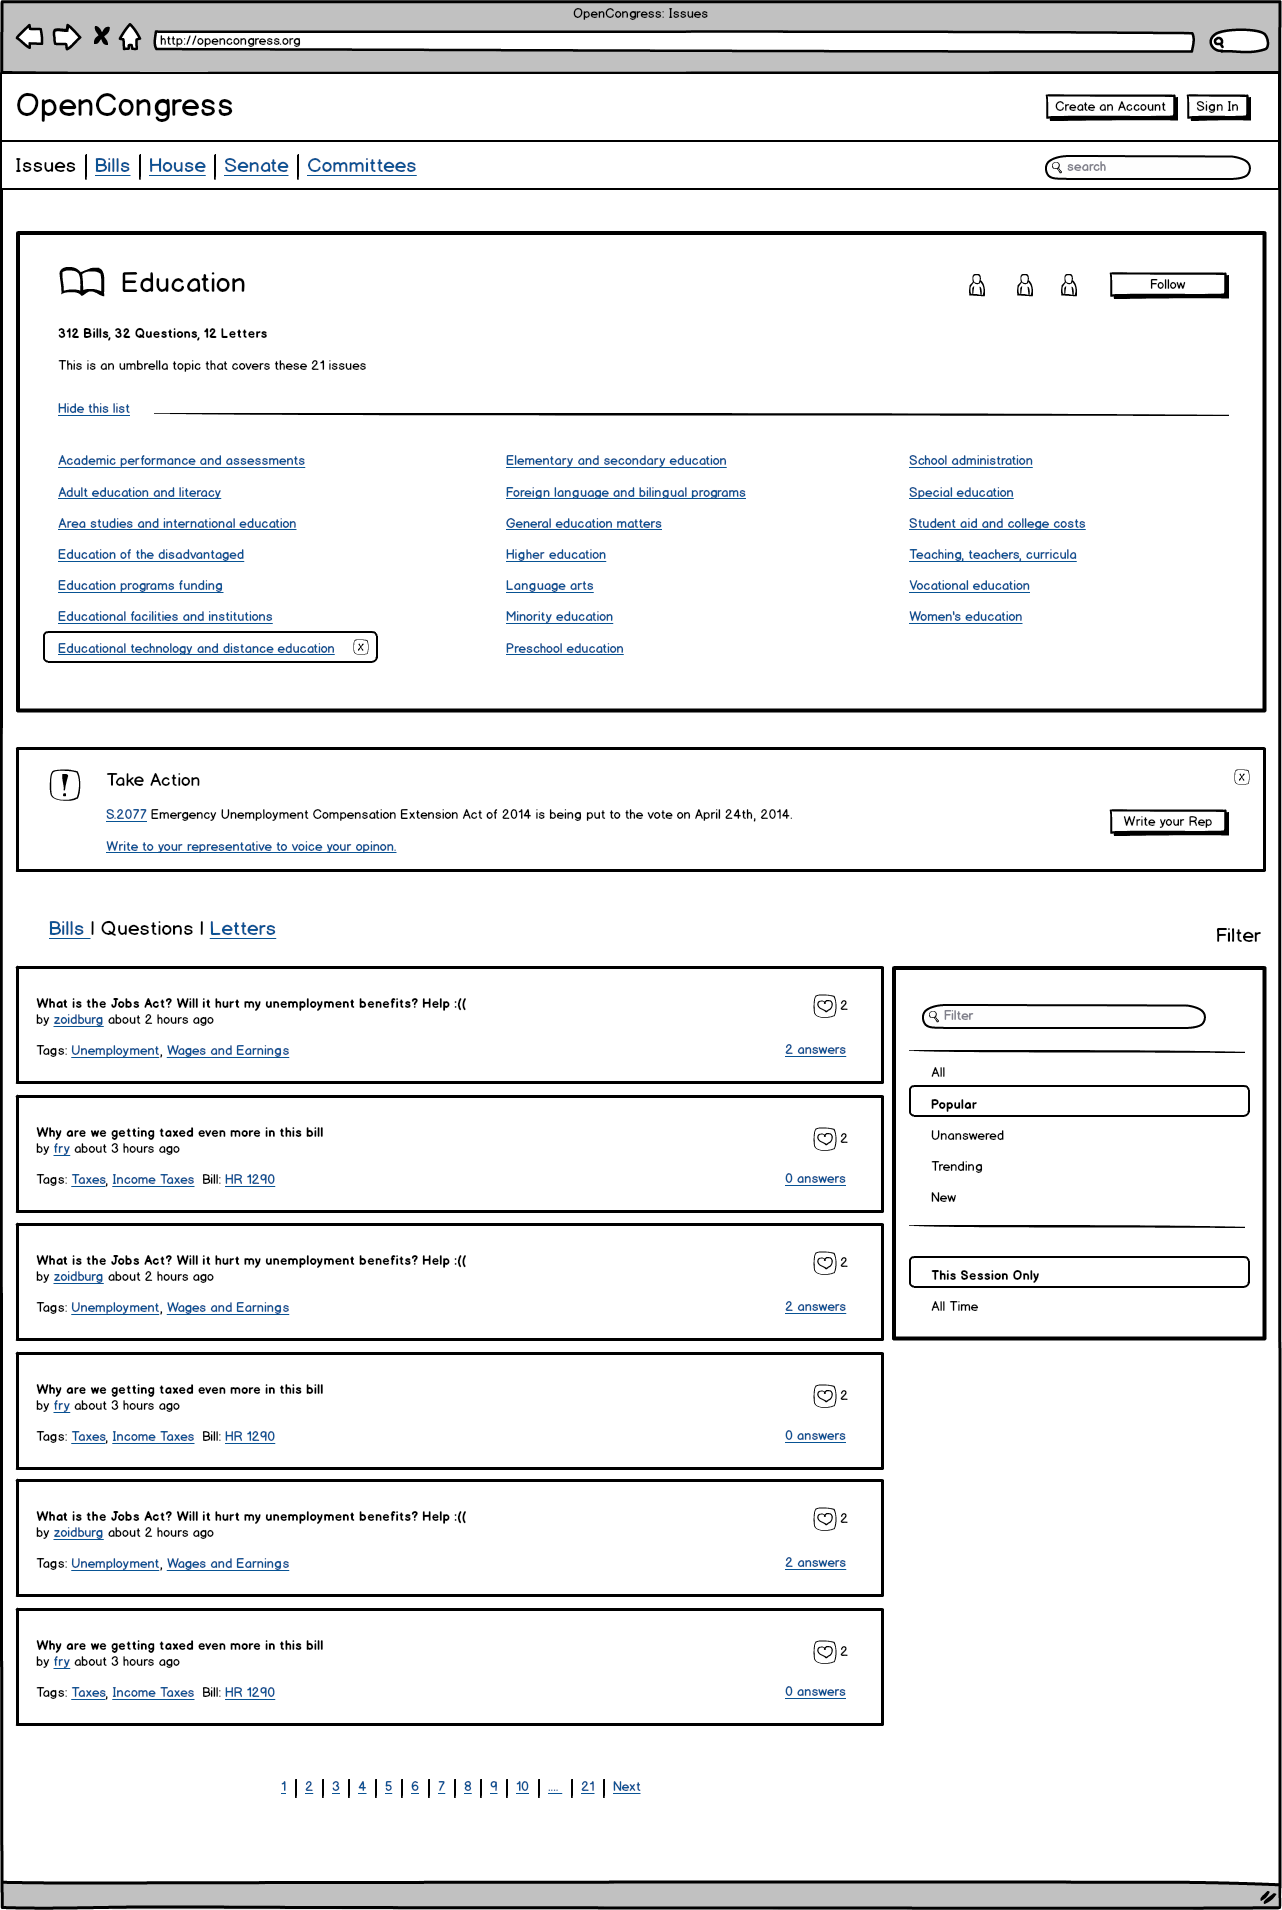 OpenCongress: Issues
http://opencongress.org
OpenCongress
Create an Account
Sign In
Issues | Bills | House | Senate | Committees
search
Education
Follow
312 Bills, 32 Questions, 12 Letters
This is an umbrella topic that covers these 21 issues
Hide this list
Academic performance and assessments
Adult education and literacy
Area studies and international education
Education of the disadvantaged
Education programs funding
Educational facilities and institutions
Educational technology and distance education
X
Elementary and secondary education
Foreign language and bilingual programs
General education matters
Higher education
Language arts
Minority education
Preschool education
School administration
Special education
Student aid and college costs
Teaching, teachers, curricula
Vocational education
Women's education
! Take Action
X
S.2077 Emergency Unemployment Compensation Extension Act of 2014 is being put to the vote on April 24th, 2014.
Write to your representative to voice your opinon.
Write your Rep
Bills | Questions | Letters
What is the Jobs Act? Will it hurt my unemployment benefits? Help :((
by zoidburg about 2 hours ago
2
Tags: Unemployment, Wages and Earnings
2 answers
Why are we getting taxed even more in this bill
by fry about 3 hours ago
2
Tags: Taxes, Income Taxes Bill: HR 1290
0 answers
What is the Jobs Act? Will it hurt my unemployment benefits? Help :((
by zoidburg about 2 hours ago
2
Tags: Unemployment, Wages and Earnings
2 answers
Why are we getting taxed even more in this bill
by fry about 3 hours ago
2
Tags: Taxes, Income Taxes Bill: HR 1290
0 answers
What is the Jobs Act? Will it hurt my unemployment benefits? Help :((
by zoidburg about 2 hours ago
2
Tags: Unemployment, Wages and Earnings
2 answers
Why are we getting taxed even more in this bill
by fry about 3 hours ago
2
Tags: Taxes, Income Taxes Bill: HR 1290
0 answers
Filter
Filter
All
Popular
Unanswered
Trending
New
This Session Only
All Time
1 | 2 | 3 | 4 | 5 | 6 | 7 | 8 | 9 | 10 | .... | 21 | Next